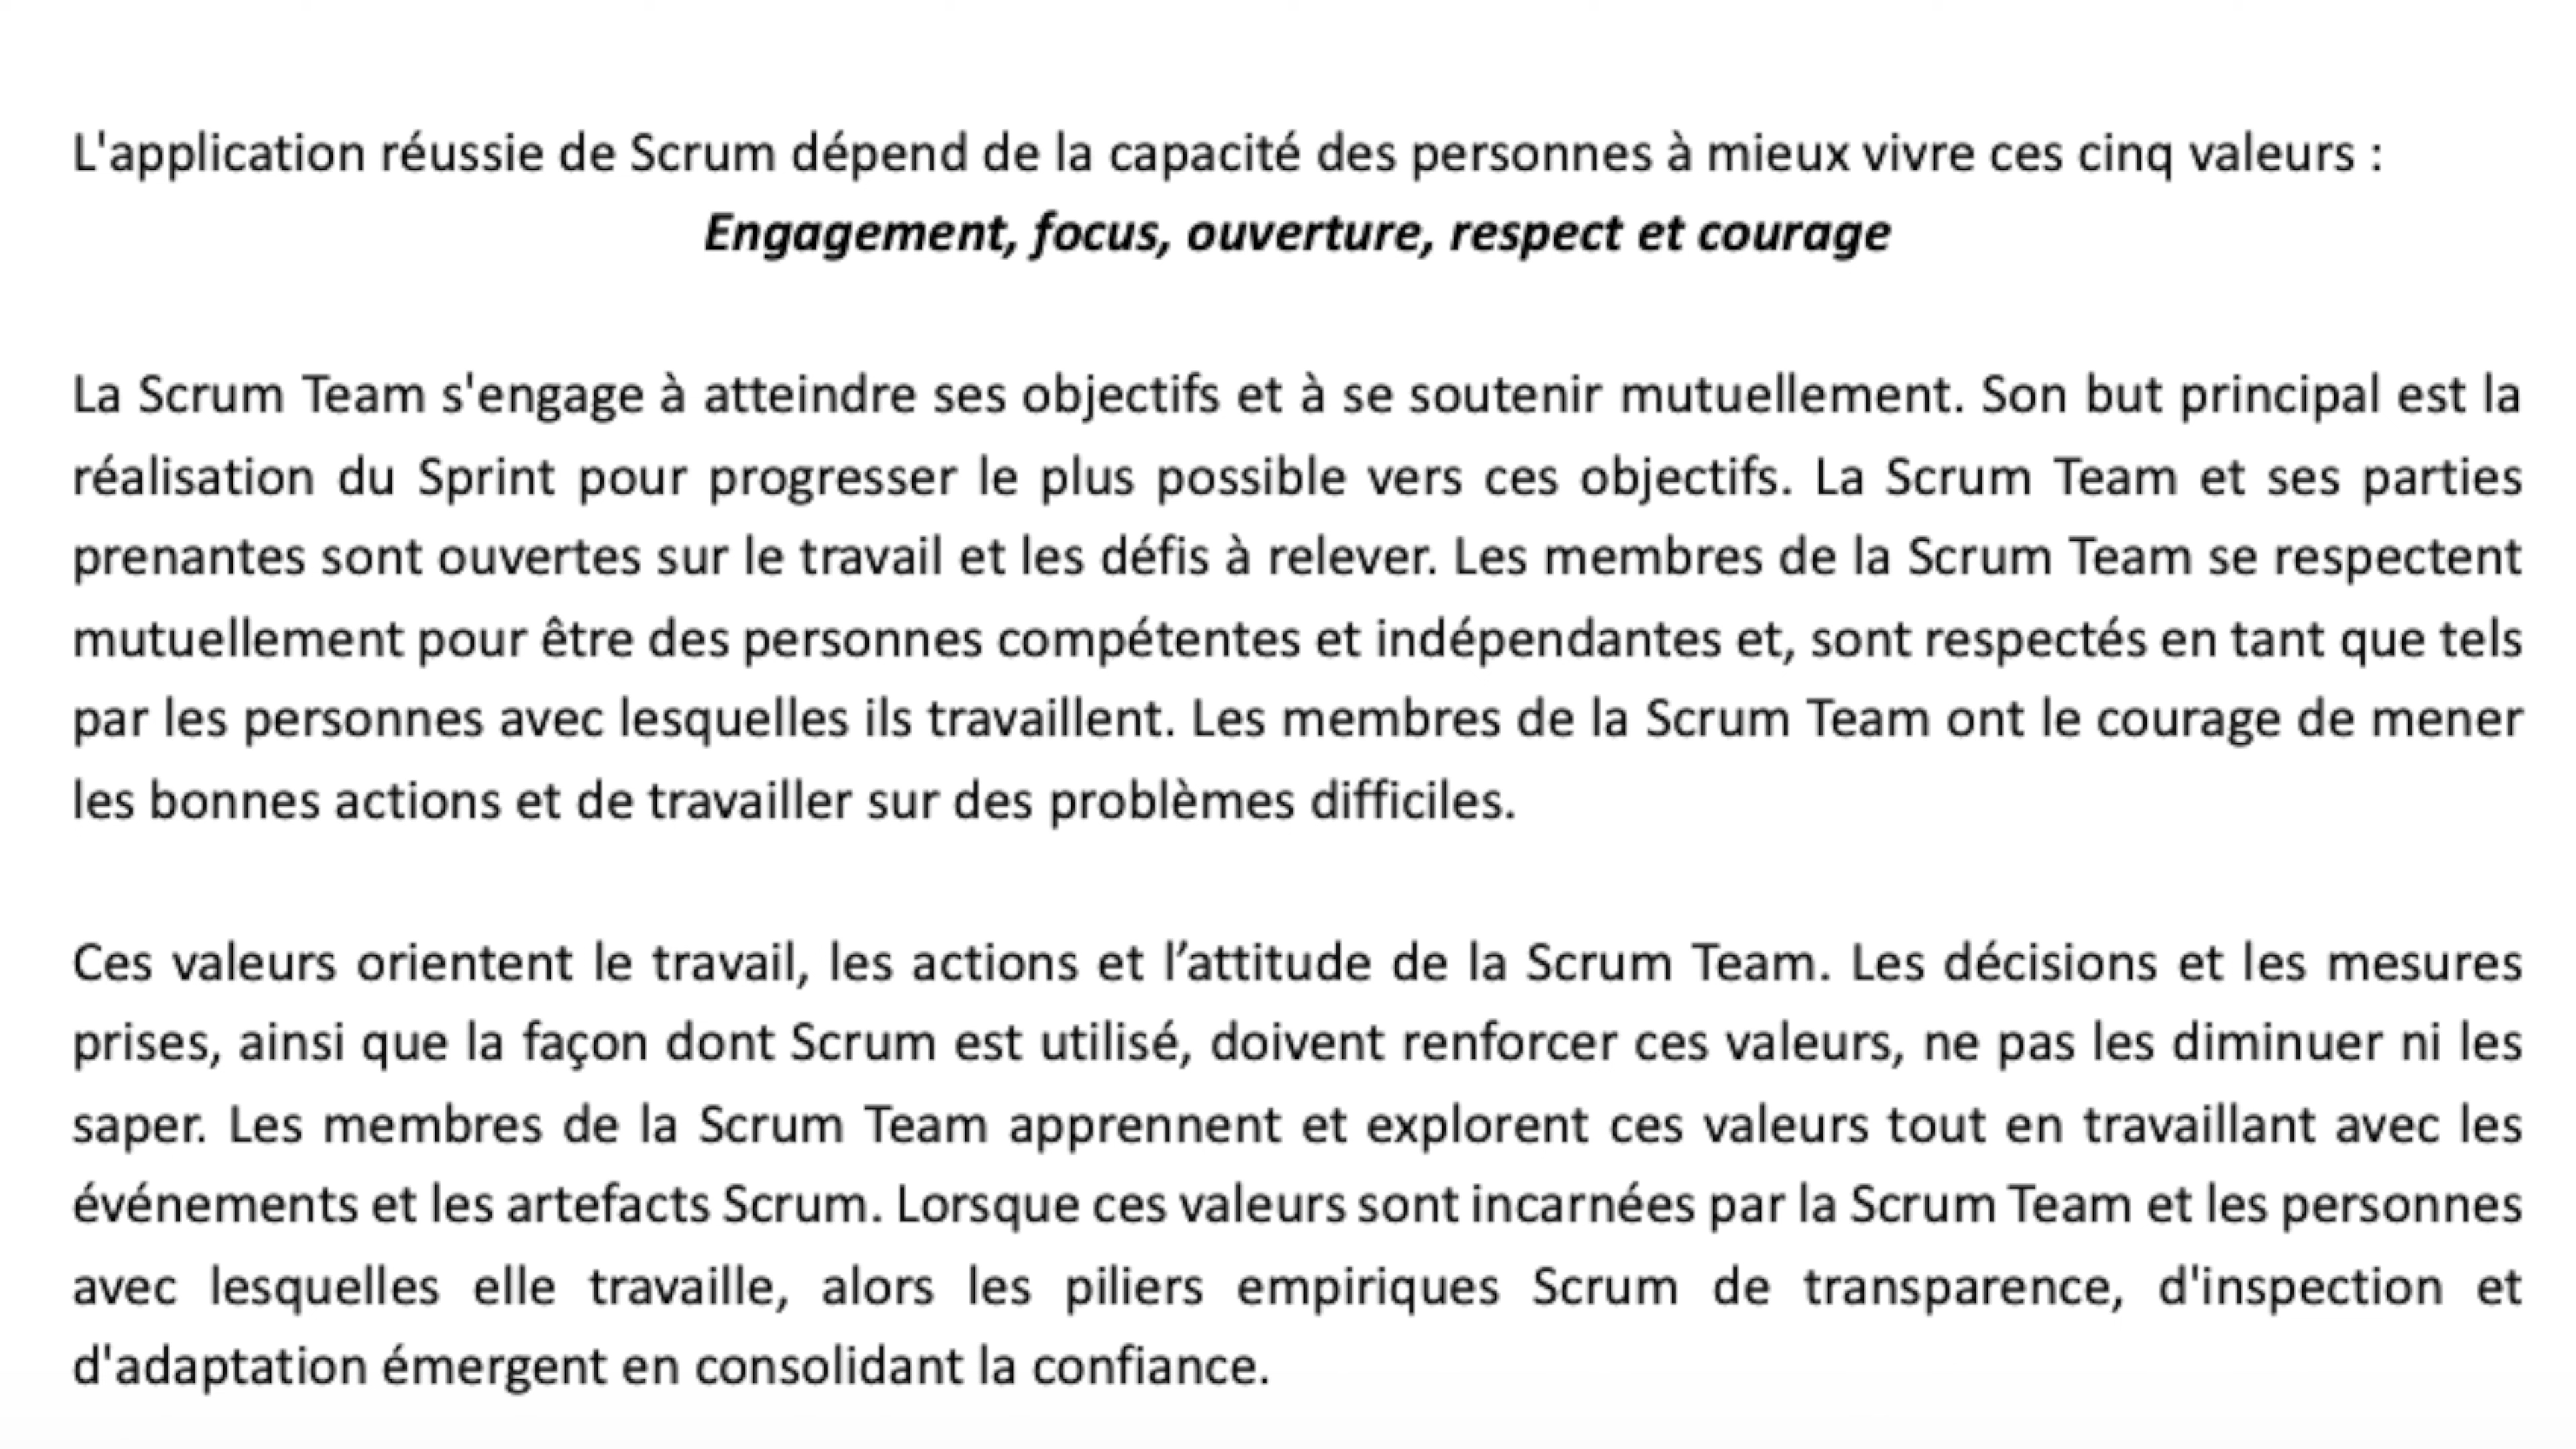 L'application réussie de Scrum dépend de la capacité des personnes à mieux vivre ces cinq valeurs :
Engagement, focus, ouverture, respect et courage
La Scrum Team s'engage à atteindre ses objectifs et à se soutenir mutuellement. Son but principal est la
réalisation du Sprint pour progresser le plus possible vers ces objectifs. La Scrum Team et ses parties
prenantes sont ouvertes sur le travail et les défis à relever. Les membres de la Scrum Team se respectent
mutuellement pour être des personnes compétentes et indépendantes et, sont respectés en tant que tels
par les personnes avec lesquelles ils travaillent. Les membres de la Scrum Team ont le courage de mener
les bonnes actions et de travailler sur des problèmes difficiles.
Ces valeurs orientent le travail, les actions et l’attitude de la Scrum Team. Les décisions et les mesures
prises, ainsi que la façon dont Scrum est utilisé, doivent renforcer ces valeurs, ne pas les diminuer ni les
saper. Les membres de la Scrum Team apprennent et explorent ces valeurs tout en travaillant avec les
événements et les artefacts Scrum. Lorsque ces valeurs sont incarnées par la Scrum Team et les personnes
avec lesquelles elle travaille, alors les piliers empiriques Scrum de transparence, d'inspection et
d'adaptation émergent en consolidant la confiance.